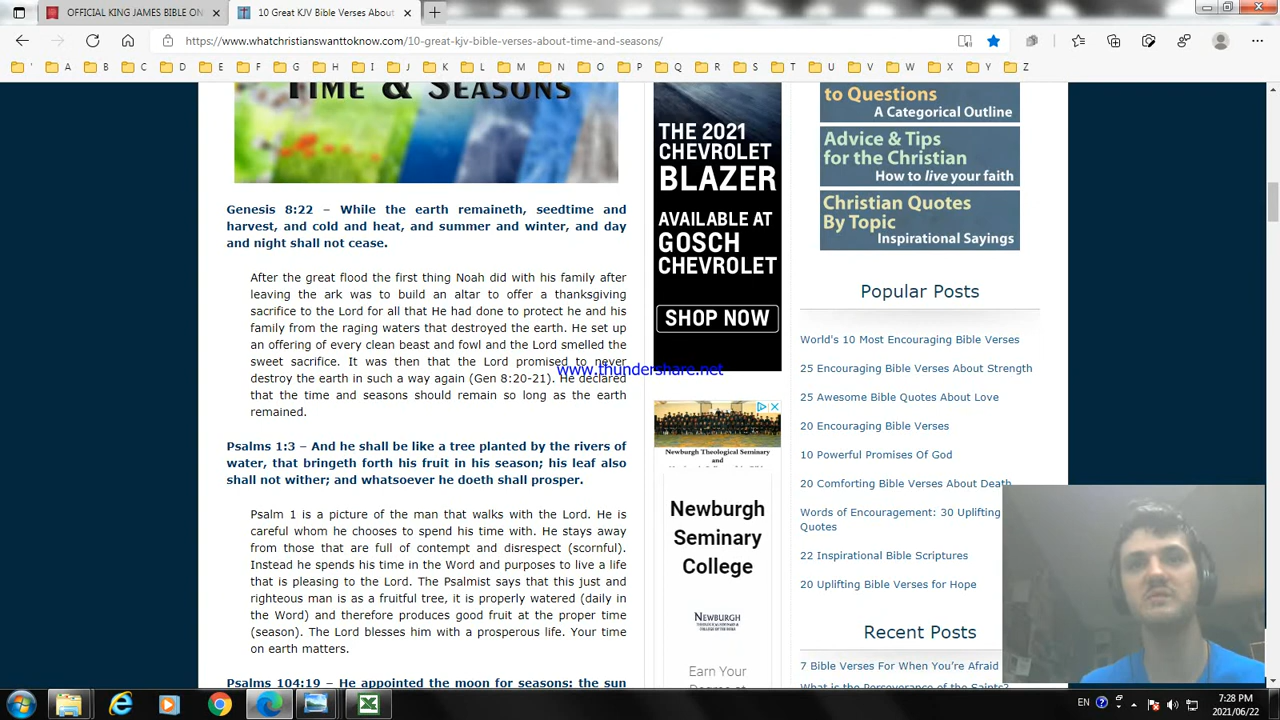 OFFICIAL KING JAMES BIBLE ON
10 Great KJV Bible Verses About
https://www.whatchristianswanttoknow.com/10-great-kjv-bible-verses-about-time-and-seasons/
' A B C D E F G H I J K L M N O P Q R S T U V W X Y Z
TIME & SEASONS
Genesis 8:22 – While the earth remaineth, seedtime and
harvest, and cold and heat, and summer and winter, and day
and night shall not cease.
After the great flood the first thing Noah did with his family after
leaving the ark was to build an altar to offer a thanksgiving
sacrifice to the Lord for all that He had done to protect he and his
family from the raging waters that destroyed the earth. He set up
an offering of every clean beast and fowl and the Lord smelled the
sweet sacrifice. It was then that the Lord promised to never
destroy the earth in such a way again (Gen 8:20-21). He declared
that the time and seasons should remain so long as the earth
remained.
Psalms 1:3 – And he shall be like a tree planted by the rivers of
water, that bringeth forth his fruit in his season; his leaf also
shall not wither; and whatsoever he doeth shall prosper.
Psalm 1 is a picture of the man that walks with the Lord. He is
careful whom he chooses to spend his time with. He stays away
from those that are full of contempt and disrespect (scornful).
Instead he spends his time in the Word and purposes to live a life
that is pleasing to the Lord. The Psalmist says that this just and
righteous man is as a fruitful tree, it is properly watered (daily in
the Word) and therefore produces good fruit at the proper time
(season). The Lord blesses him with a prosperous life. Your time
on earth matters.
Psalms 104:19 – He appointed the moon for seasons: the sun
www.thundershare.net
THE 2021
CHEVROLET
BLAZER
AVAILABLE AT
GOSCH
CHEVROLET
SHOP NOW
Newburgh Theological Seminary
and
Newburgh
Seminary
College
NEWBURGH
Earn Your
Degree at
to Questions
A Categorical Outline
Advice & Tips
for the Christian
How to live your faith
Christian Quotes
By Topic
Inspirational Sayings
Popular Posts
World's 10 Most Encouraging Bible Verses
25 Encouraging Bible Verses About Strength
25 Awesome Bible Quotes About Love
20 Encouraging Bible Verses
10 Powerful Promises Of God
20 Comforting Bible Verses About Death
Words of Encouragement: 30 Uplifting
Quotes
22 Inspirational Bible Scriptures
20 Uplifting Bible Verses for Hope
Recent Posts
7 Bible Verses For When You're Afraid
What is the Perseverance of the Saints?
EN
7:28 PM
2021/06/22